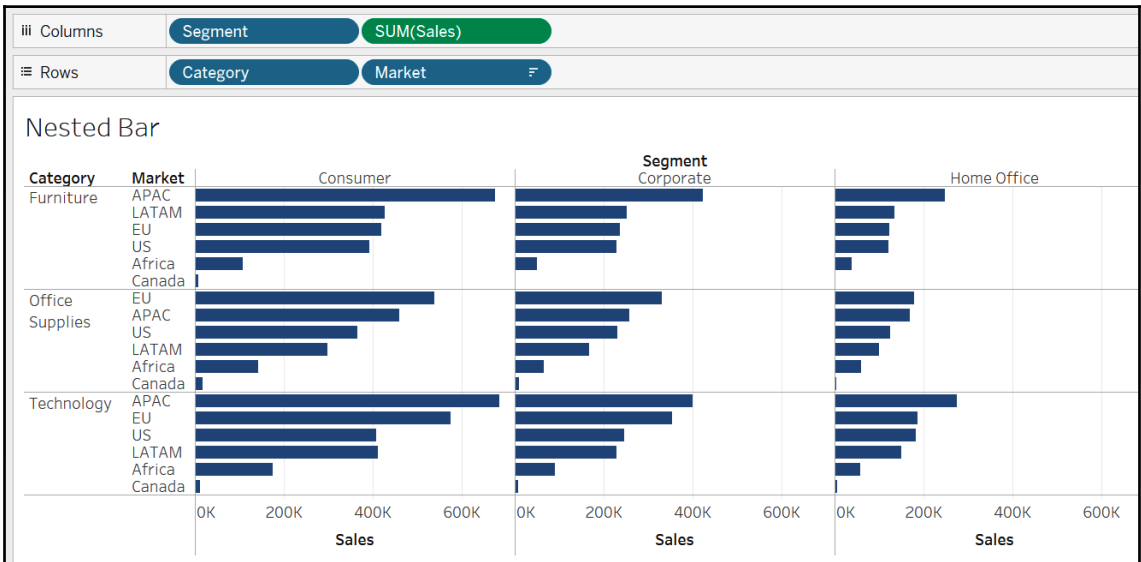 Columns Segment SUM(Sales)
Rows Category Market
Nested Bar
Segment
Category Market Consumer Corporate Home Office
Furniture APAC
LATAM
EU
US
Africa
Canada
Office EU
Supplies APAC
US
LATAM
Africa
Canada
Technology APAC
EU
US
LATAM
Africa
Canada
0K 200K 400K 600K 0K 200K 400K 600K 0K 200K 400K 600K
Sales Sales Sales